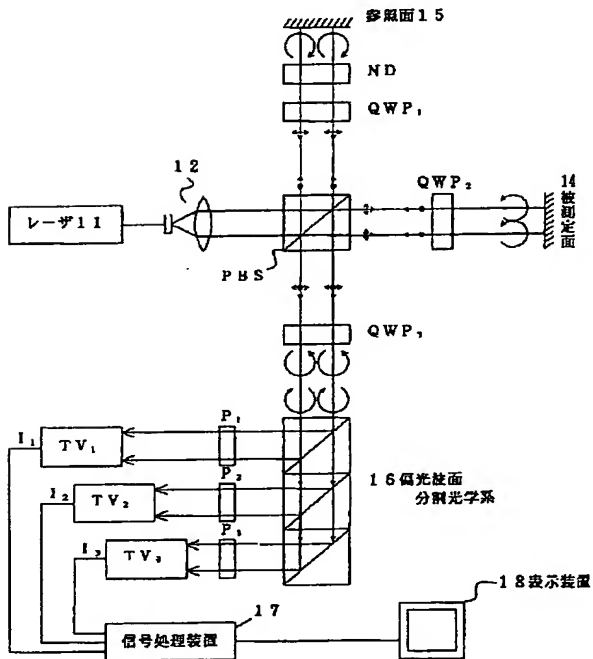 参照面15
ND
QWP₁
12
QWP₂
14
被測定面
レーザ11
PBS
QWP₃
P₁
I₁
TV₁
P₂
16偏光波面
分割光学系
I₂
TV₂
P₃
I₃
TV₃
18表示装置
17
信号処理装置